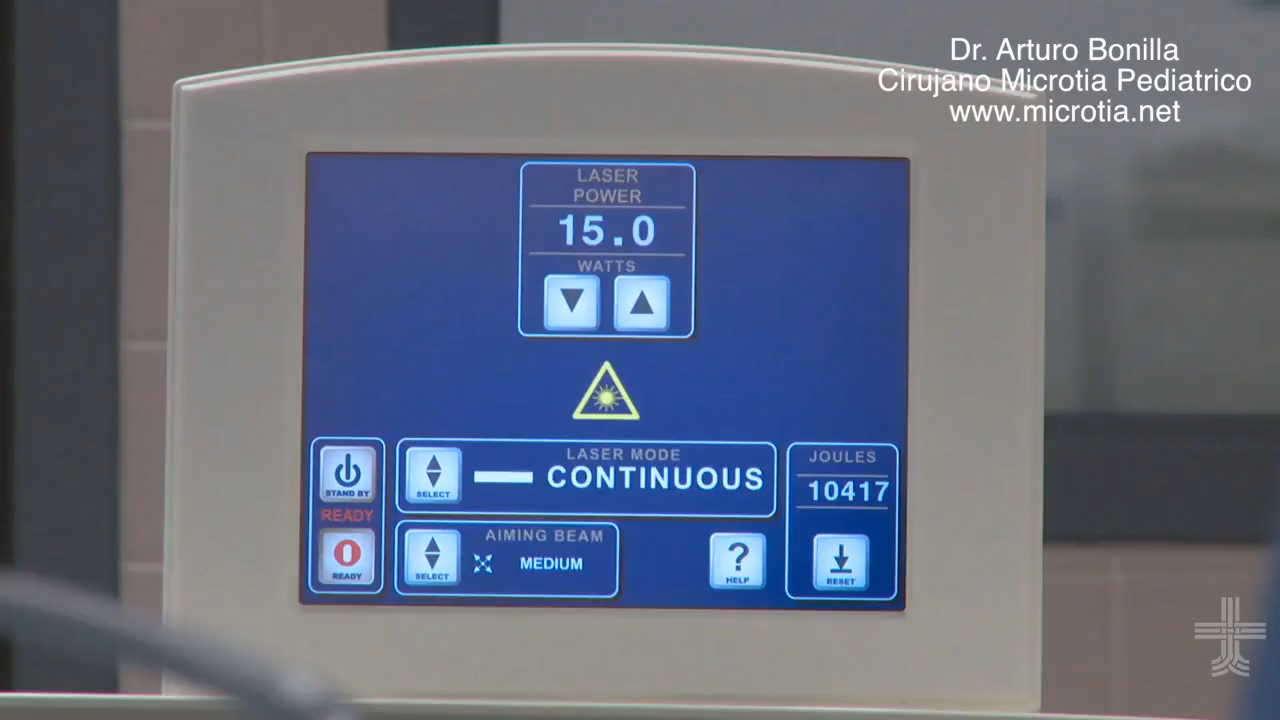 Dr. Arturo Bonilla
Cirujano Microtia Pediatrico
www.microtia.net
LASER
POWER
15.0
WATTS
STAND BY
READY
0
READY
SELECT
LASER MODE
CONTINUOUS
SELECT
AIMING BEAM
MEDIUM
?
HELP
JOULES
10417
RESET